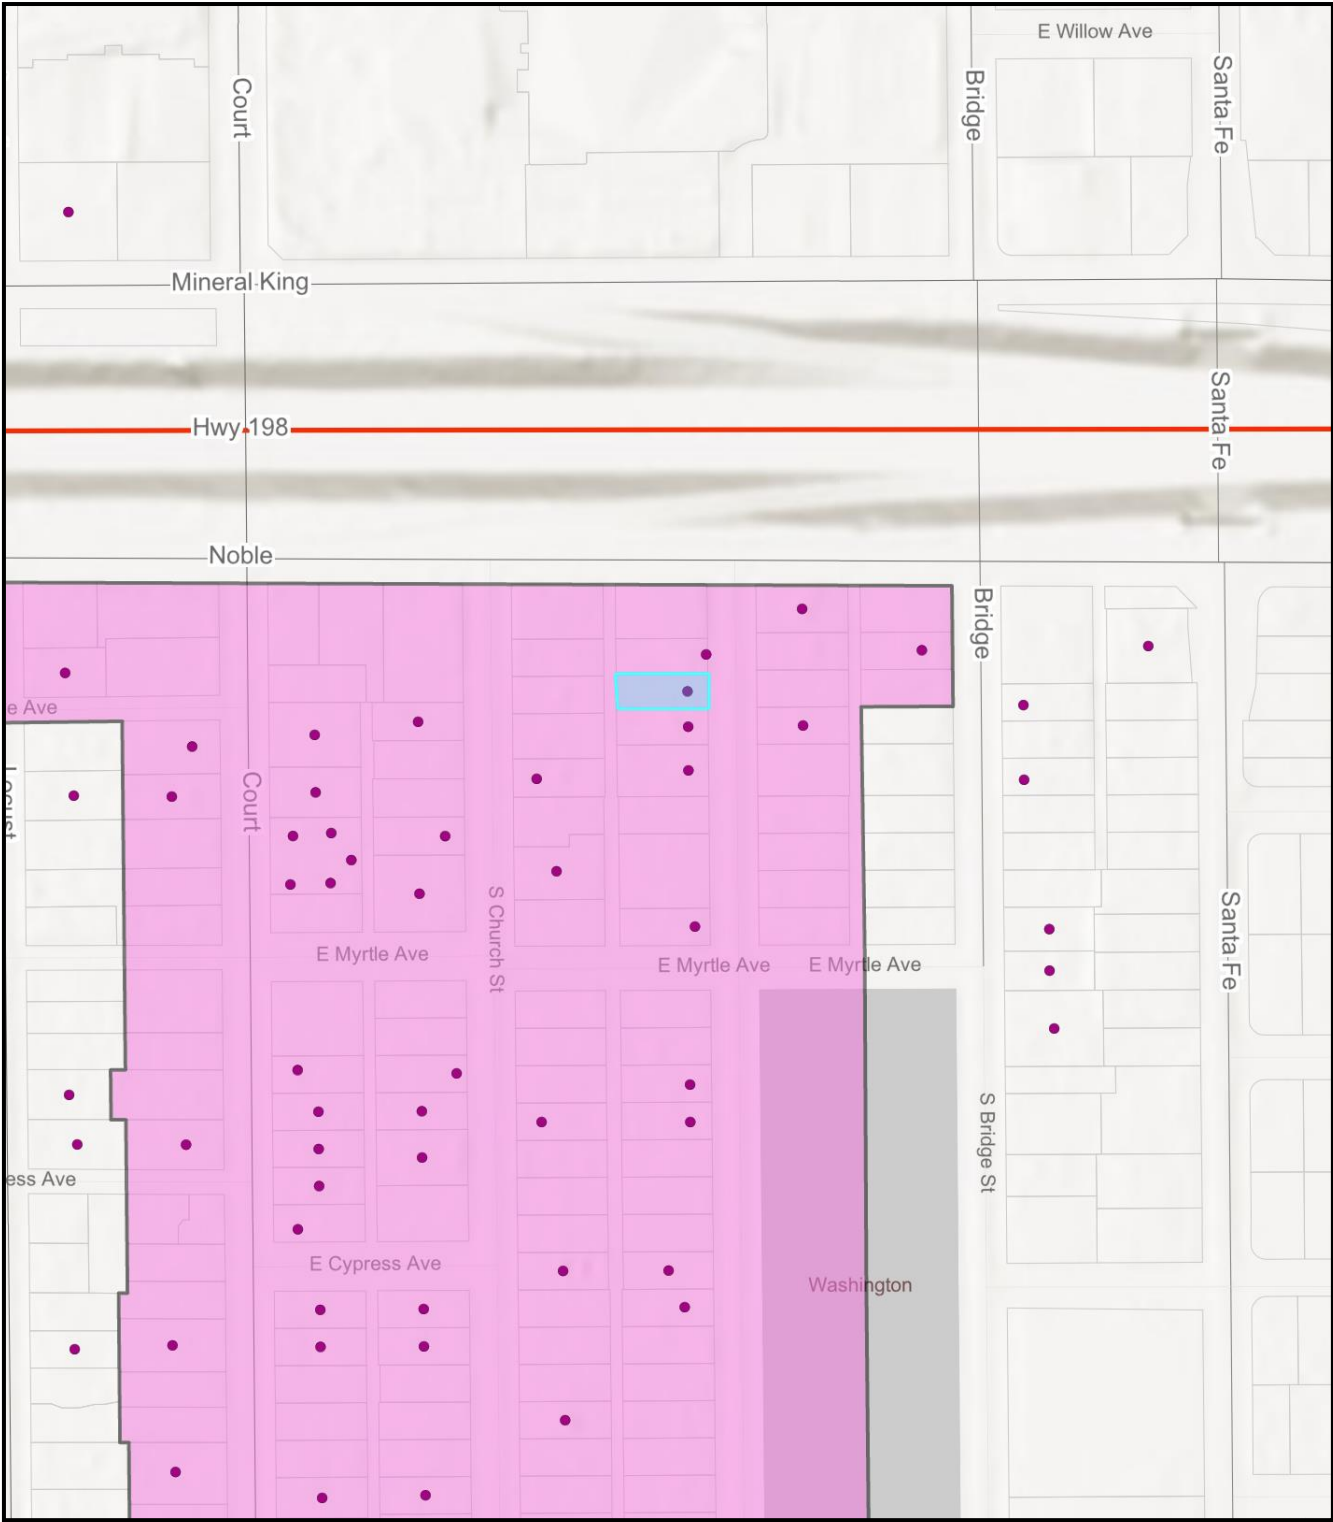 E Willow Ave
Court
Bridge
Santa Fe
Mineral King
Santa Fe
Hwy 198
Noble
Bridge
e Ave
Locust
Court
S Church St
Santa Fe
E Myrtle Ave
E Myrtle Ave
E Myrtle Ave
S Bridge St
ess Ave
E Cypress Ave
Washington